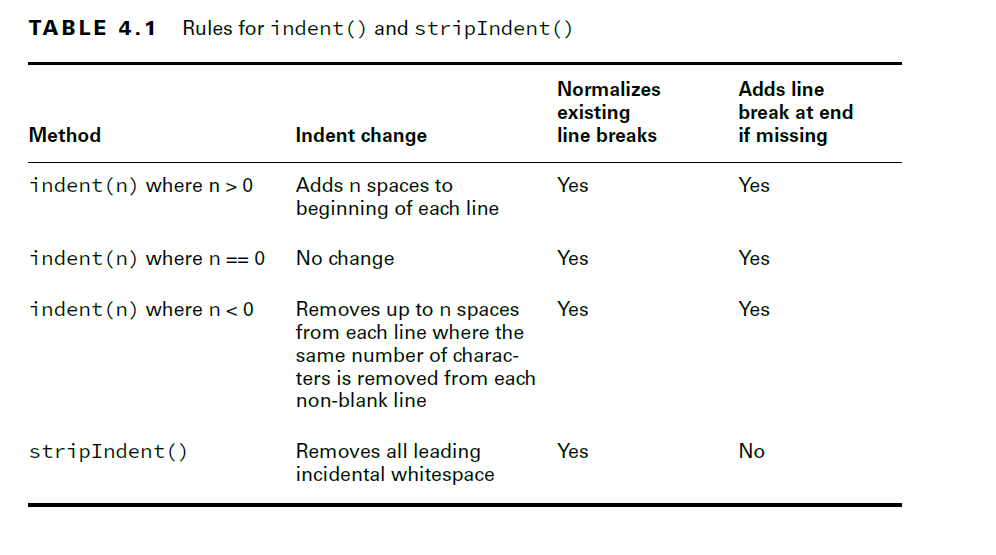 TABLE 4.1 Rules for indent() and stripIndent()
Method Indent change Normalizes existing line breaks Adds line break at end if missing
indent(n) where n > 0 Adds n spaces to Yes Yes
beginning of each line
indent(n) where n == 0 No change Yes Yes
indent(n) where n < 0 Removes up to n spaces Yes Yes
from each line where the
same number of charac-
ters is removed from each
non-blank line
stripIndent() Removes all leading Yes No
incidental whitespace